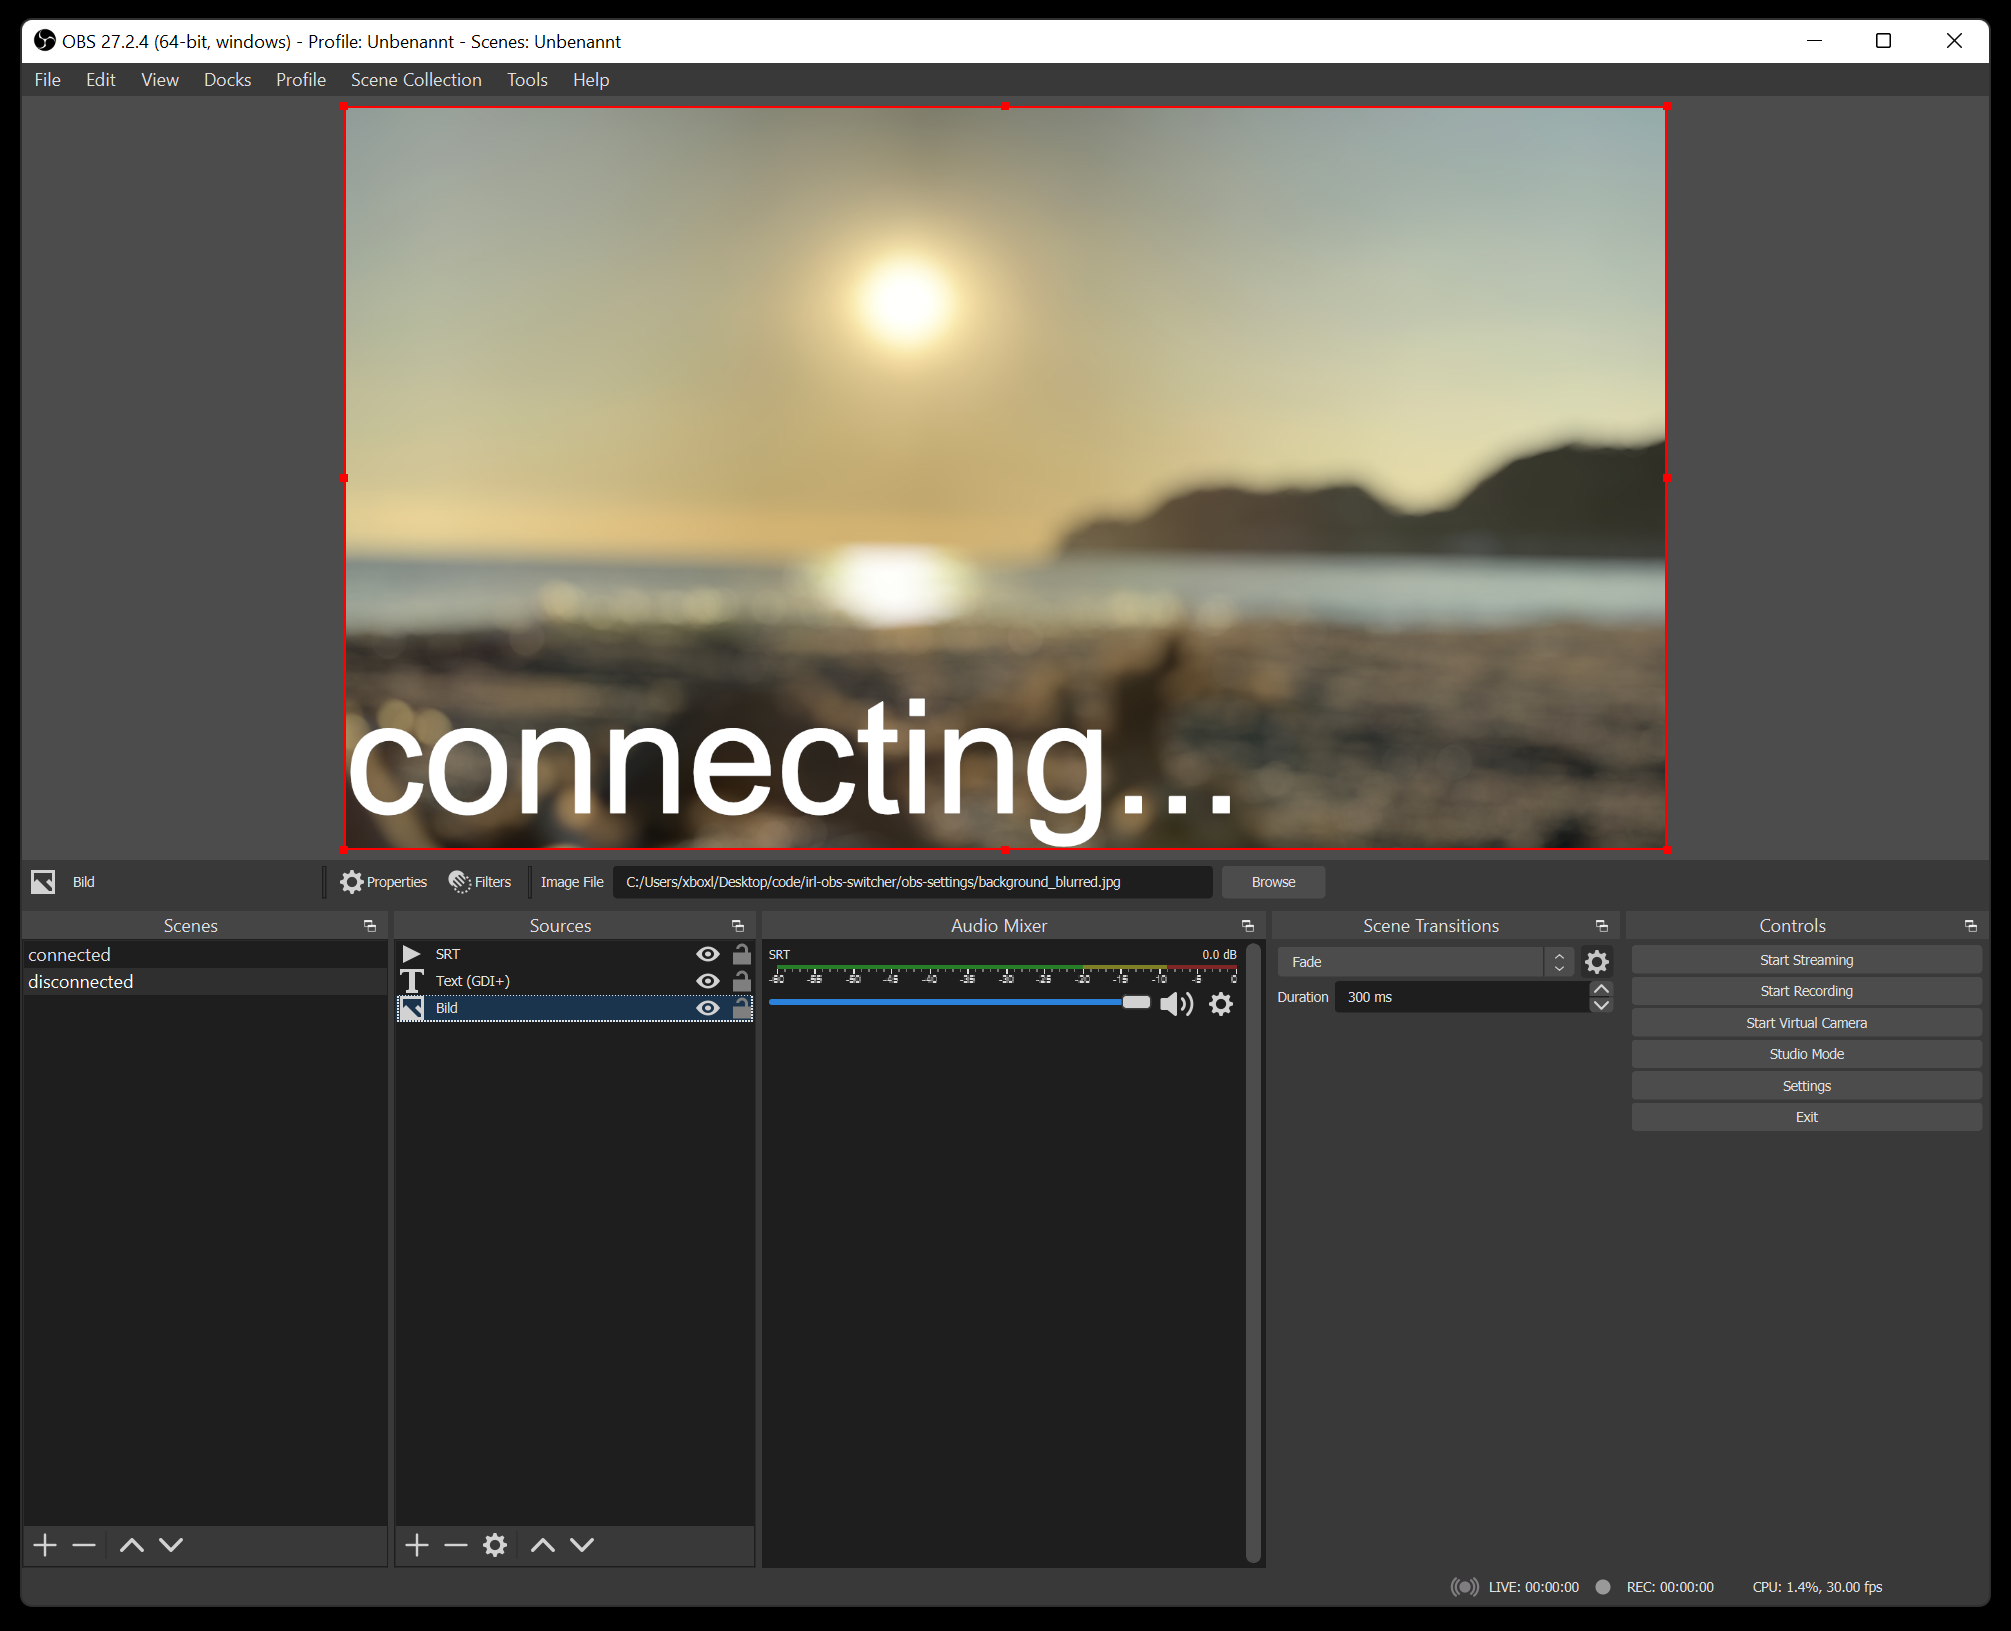 OBS 27.2.4 (64-bit, windows) - Profile: Unbenannt - Scenes: Unbenannt
File Edit View Docks Profile Scene Collection Tools Help
connecting...
Bild Properties Filters Image File C:/Users/xboxl/Desktop/code/irl-obs-switcher/obs-settings/background_blurred.jpg Browse
Scenes
connected
disconnected
Sources
SRT
Text (GDI+)
Bild
Audio Mixer
SRT 0.0 dB
-60 -55 -50 -45 -40 -35 -30 -25 -20 -15 -10 -5 0
Scene Transitions
Fade
Duration 300 ms
Controls
Start Streaming
Start Recording
Start Virtual Camera
Studio Mode
Settings
Exit
LIVE: 00:00:00 REC: 00:00:00 CPU: 1.4%, 30.00 fps